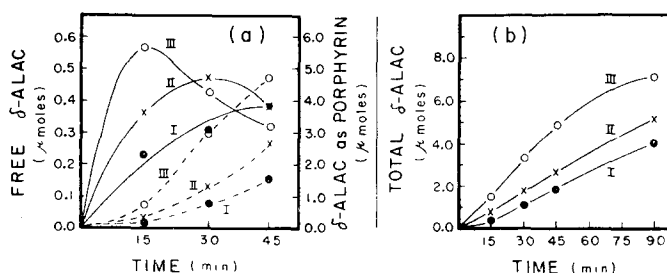 (a)
FREE δ-ALAC
(μ moles)
0.6
0.5
0.4
0.3
0.2
0.1
0.0
III
II
I
III
II
I
6.0
5.0
4.0
3.0
2.0
1.0
0.0
δ-ALAC as PORPHYRIN
(μ moles)
15 30 45
TIME (min)
(b)
TOTAL δ-ALAC
(μ moles)
8.0
6.0
4.0
2.0
0.0
III
II
I
15 30 45 60 75 90
TIME (min)